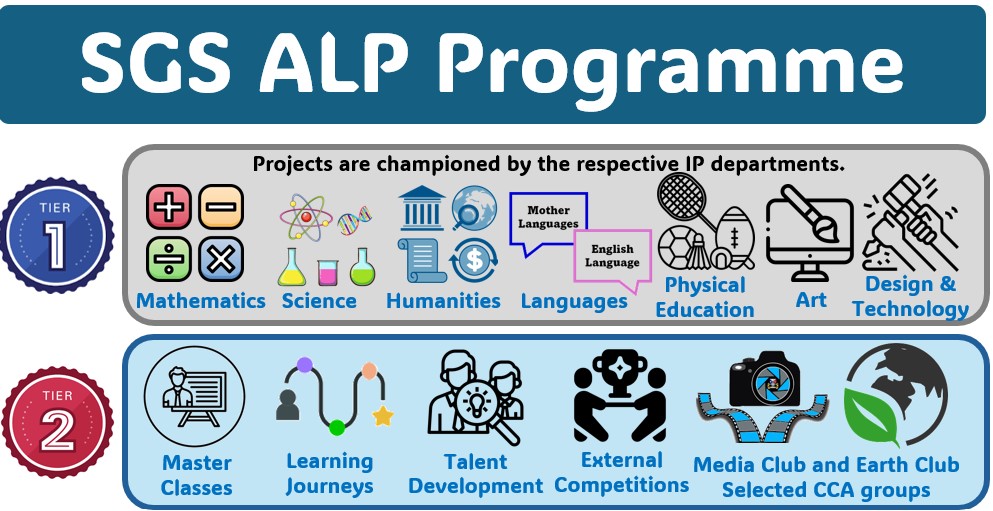 SGS ALP Programme
TIER
1
Projects are championed by the respective IP departments.
Mother
Languages
English
Language
Mathematics
Science
Humanities
Languages
Physical
Education
Art
Design &
Technology
TIER
2
Master
Classes
Learning
Journeys
Talent
Development
External
Competitions
Media Club and Earth Club
Selected CCA groups